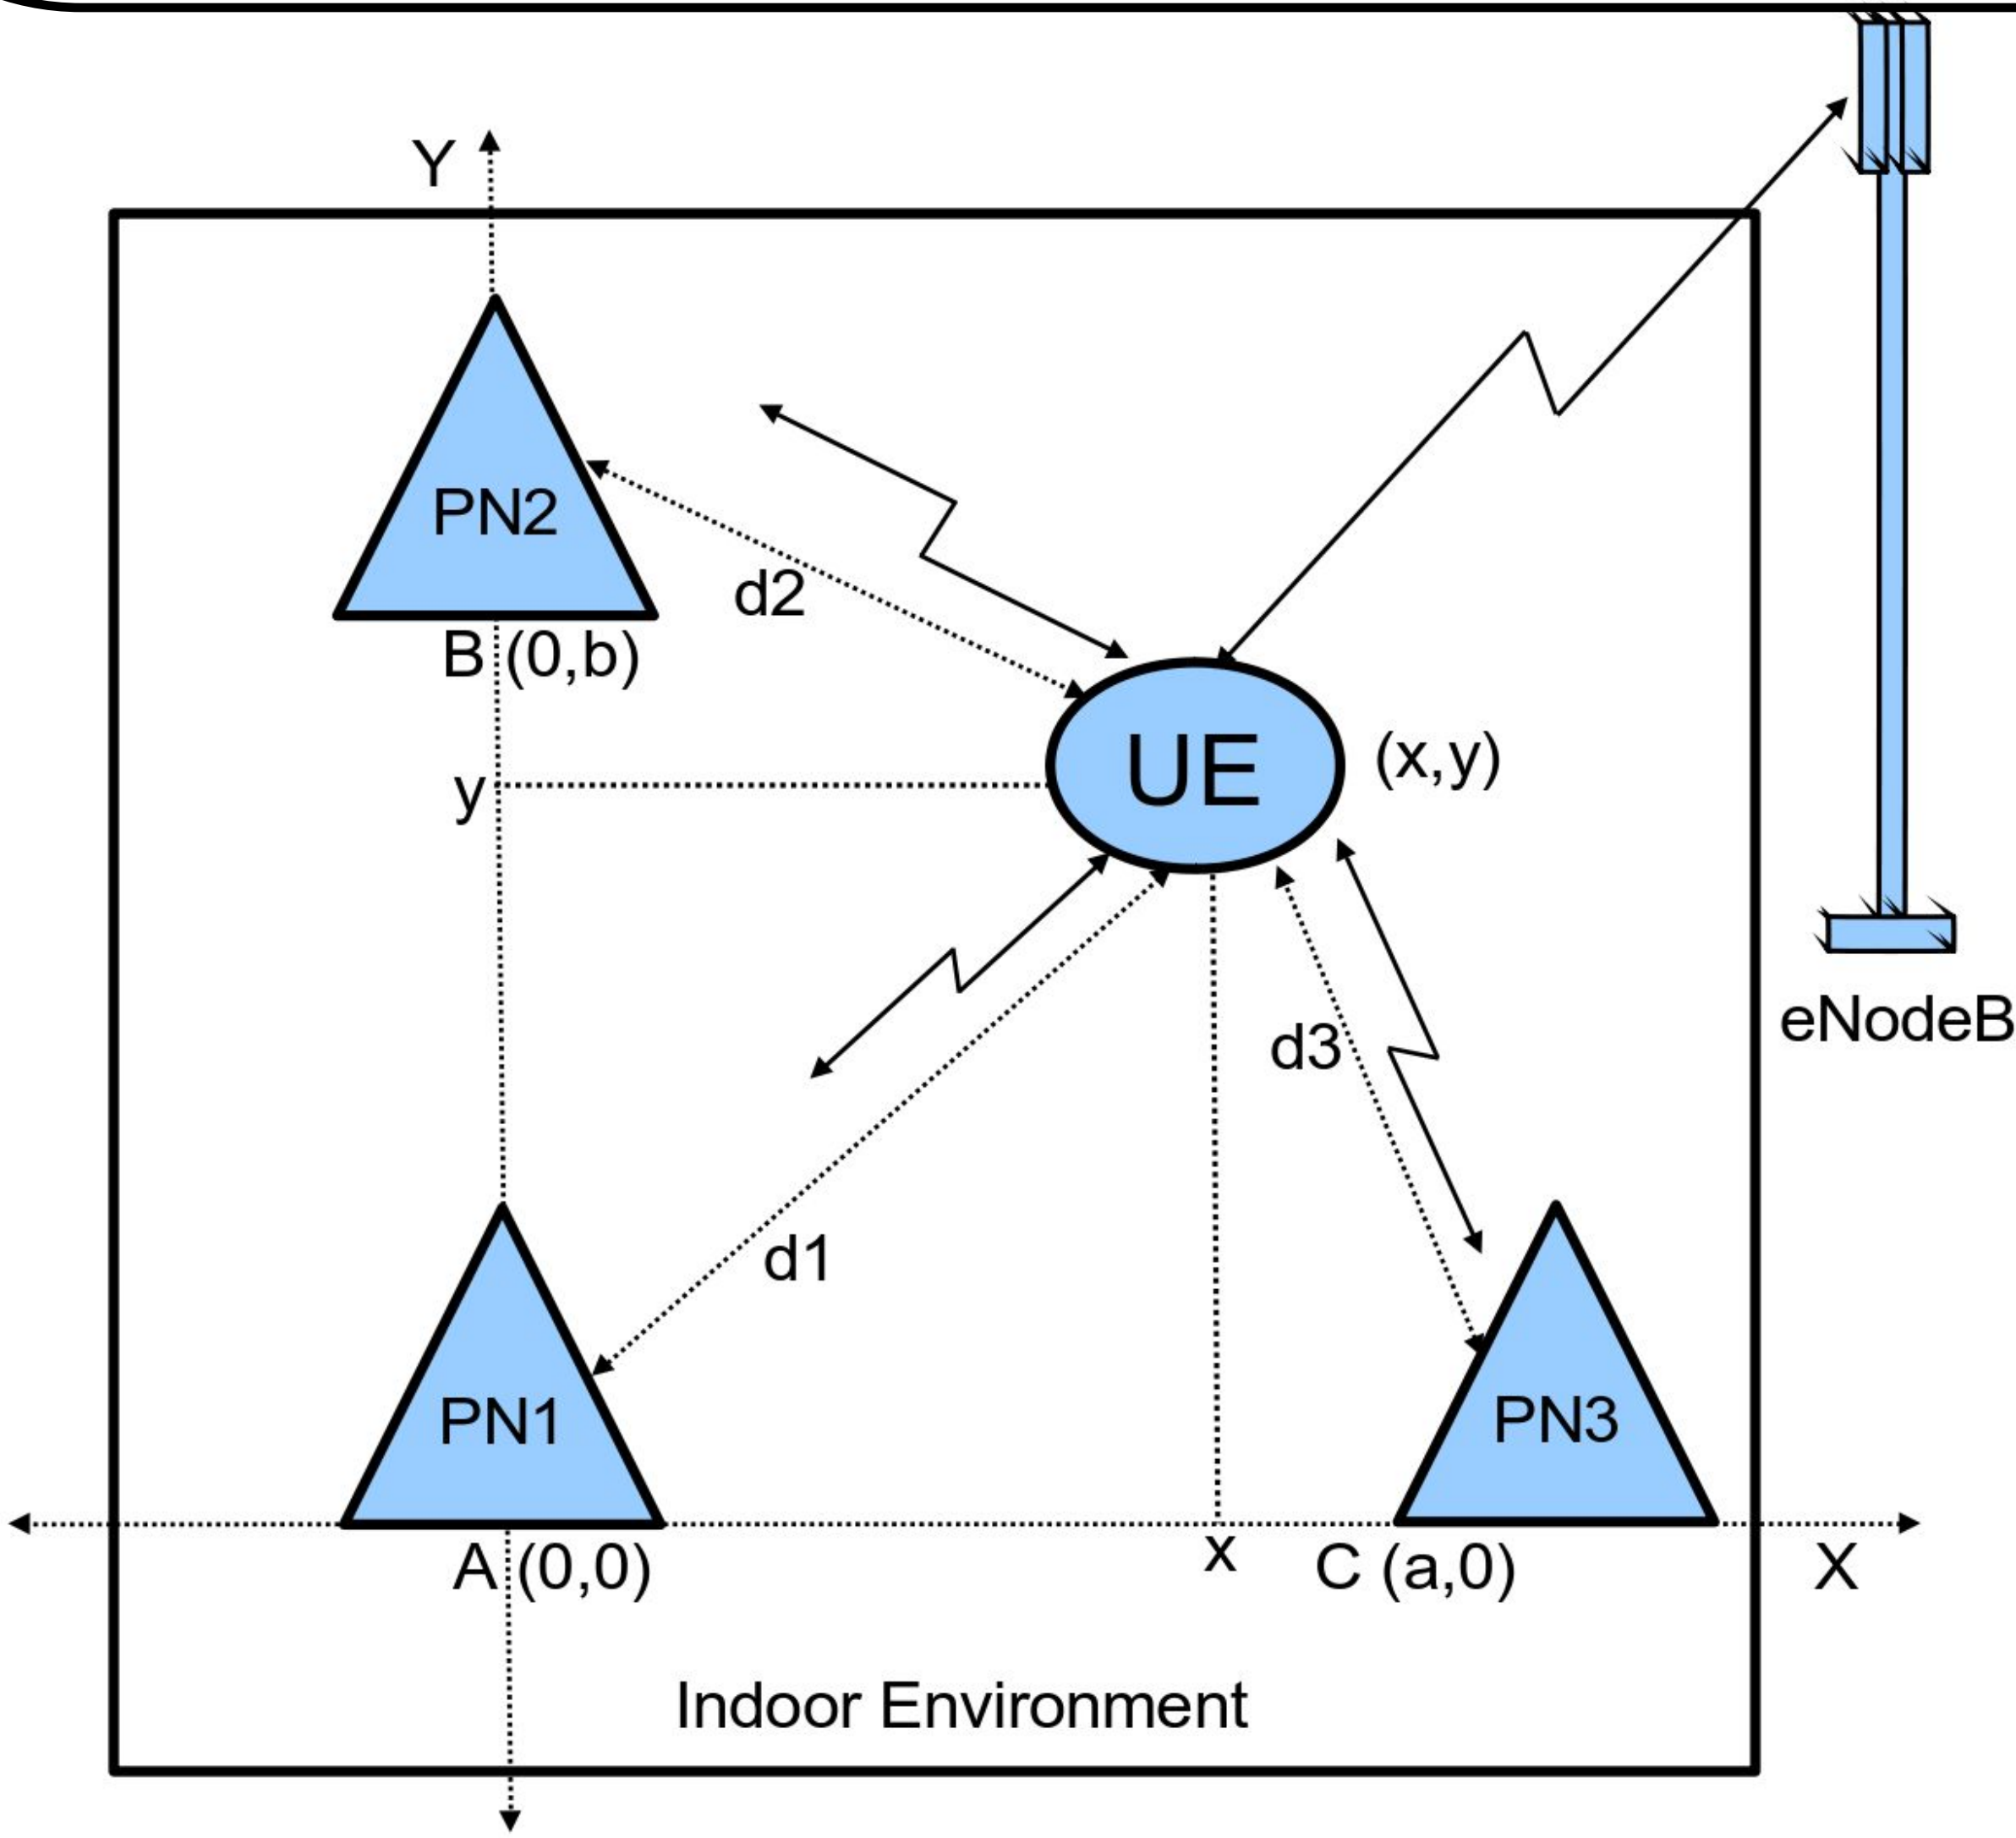 Y
PN2
d2
B (0,b)
UE
(x,y)
y
eNodeB
d3
d1
PN1
PN3
A (0,0)
x
C (a,0)
X
Indoor Environment